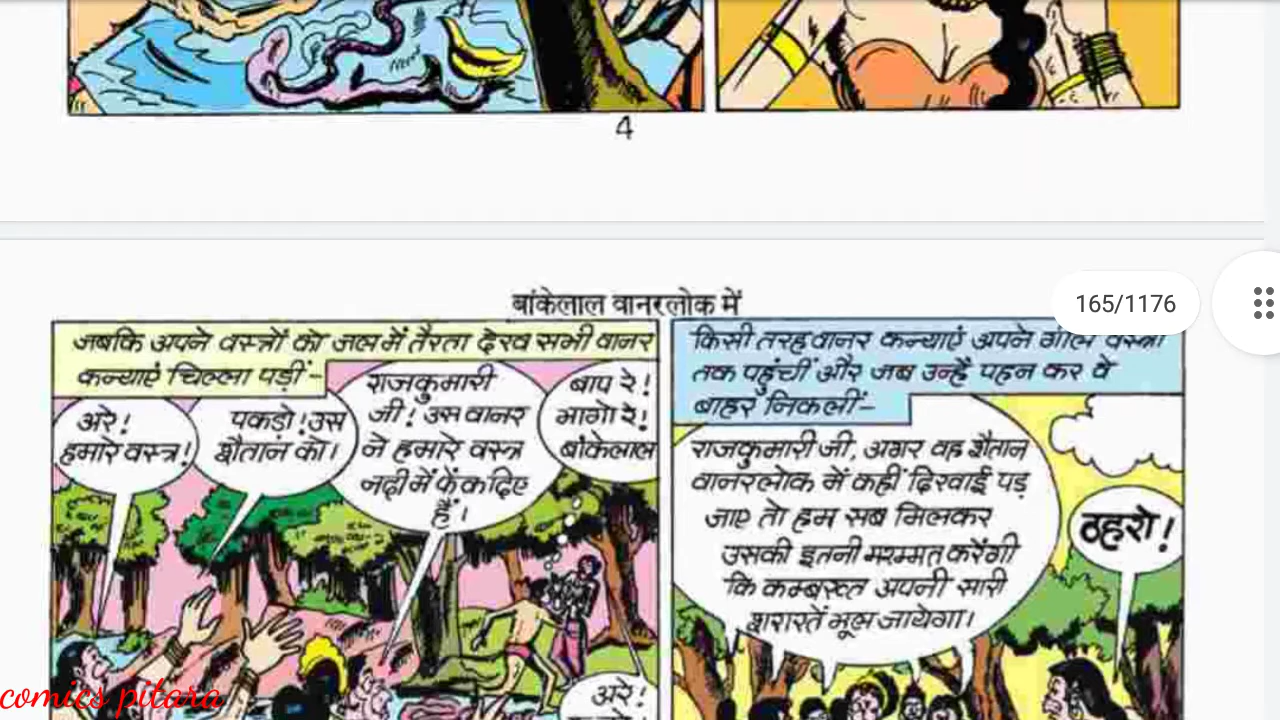 4
165/1176
बांकेलाल वानरलोक में
जबकि अपने वस्त्रों को जल में तैरता देख सभी वानर
कन्याएं चिल्ला पड़ीं-
अरे!
हमारे वस्त्र!
पकड़ो! उस
शैतान को।
राजकुमारी
जी! उस वानर
ने हमारे वस्त्र
नदी में फेंक दिए
हैं।
बाप रे!
भागो रे!
बांकेलाल
अरे!
किसी तरह वानर कन्याएं अपने गीले वस्त्रों
तक पहुंचीं और जब उन्हें पहन कर वे
बाहर निकलीं-
राजकुमारी जी, अगर वह शैतान
वानरलोक में कहीं दिखाई पड़
जाए तो हम सब मिलकर
उसकी इतनी मरम्मत करेंगी
कि कम्बख्त अपनी सारी
शरारतें भूल जायेगा।
ठहरो!
comics pitara